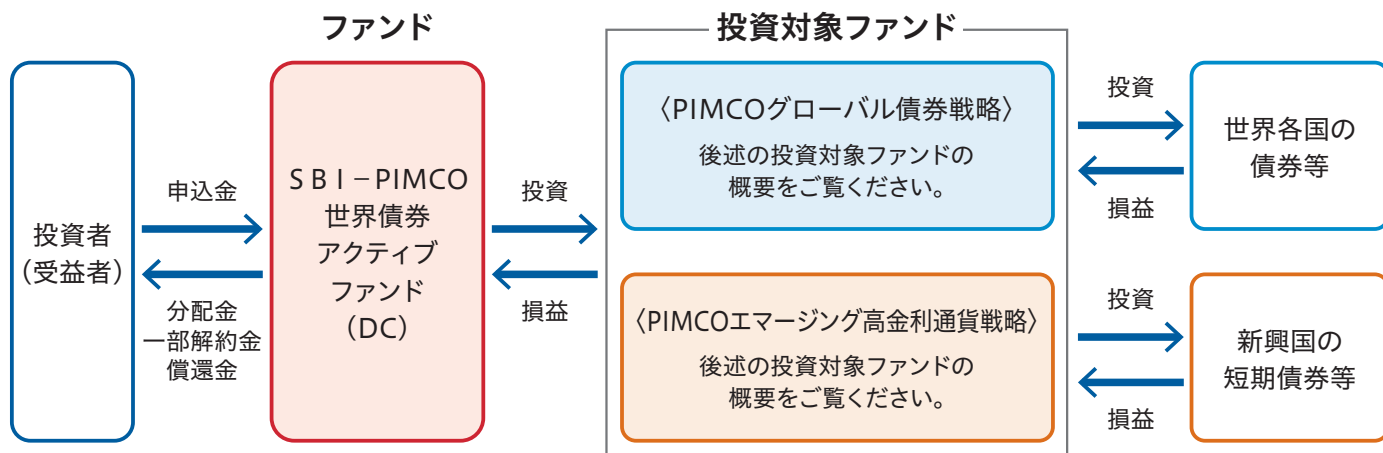 ファンド
投資対象ファンド
投資者
（受益者）
申込金
分配金
一部解約金
償還金
ＳＢＩ－PIMCO
世界債券
アクティブ
ファンド
（DC）
投資
損益
〈PIMCOグローバル債券戦略〉
後述の投資対象ファンドの
概要をご覧ください。
投資
損益
世界各国の
債券等
〈PIMCOエマージング高金利通貨戦略〉
後述の投資対象ファンドの
概要をご覧ください。
投資
損益
新興国の
短期債券等